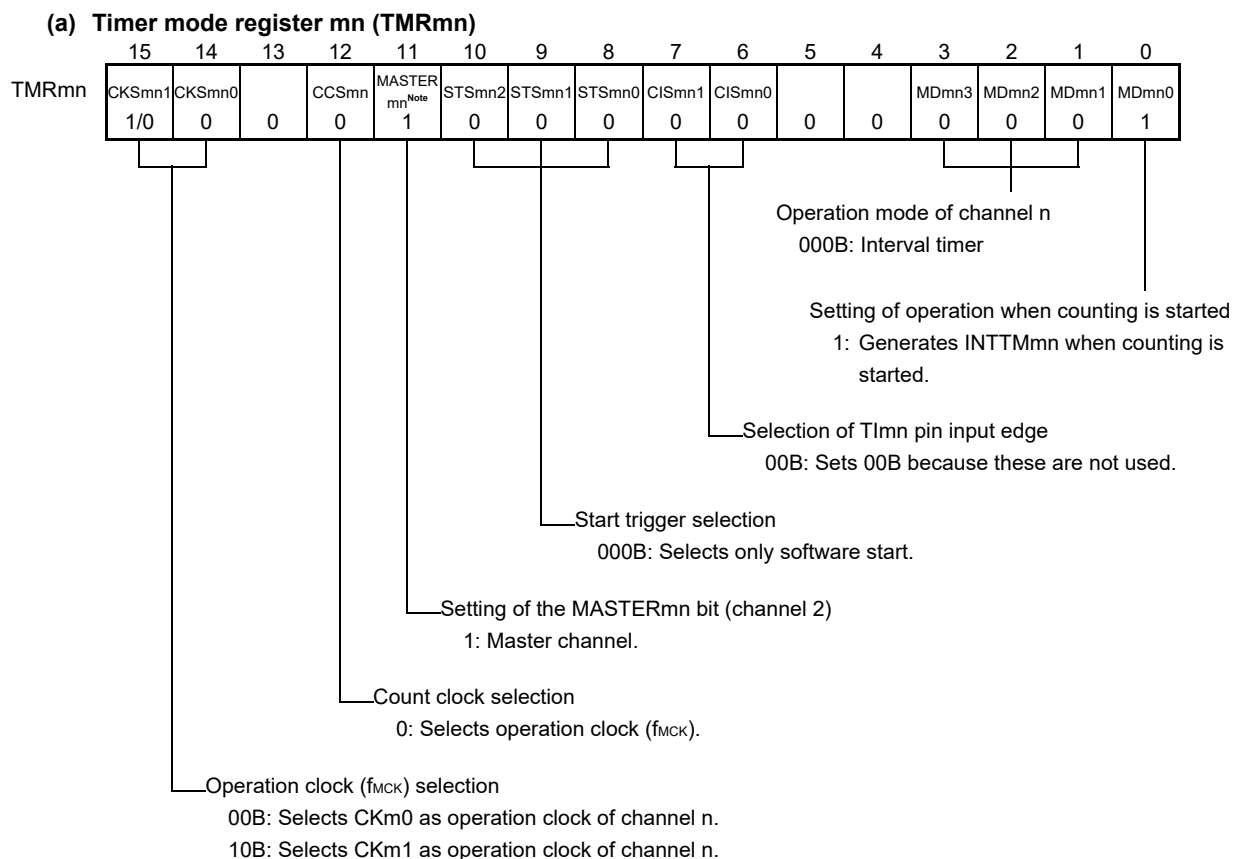 (a) Timer mode register mn (TMRmn)
15 14 13 12 11 10 9 8 7 6 5 4 3 2 1 0
TMRmn CKSmn1 CKSmn0 CCSmn MASTER STSmn2 STSmn1 STSmn0 CISmn1 CISmn0 MDmn3 MDmn2 MDmn1 MDmn0
mnNote
1/0 0 0 0 1 0 0 0 0 0 0 0 0 0 0 1
Operation mode of channel n
000B: Interval timer
Setting of operation when counting is started
1: Generates INTTMmn when counting is
started.
Selection of TImn pin input edge
00B: Sets 00B because these are not used.
Start trigger selection
000B: Selects only software start.
Setting of the MASTERmn bit (channel 2)
1: Master channel.
Count clock selection
0: Selects operation clock (fMCK).
Operation clock (fMCK) selection
00B: Selects CKm0 as operation clock of channel n.
10B: Selects CKm1 as operation clock of channel n.